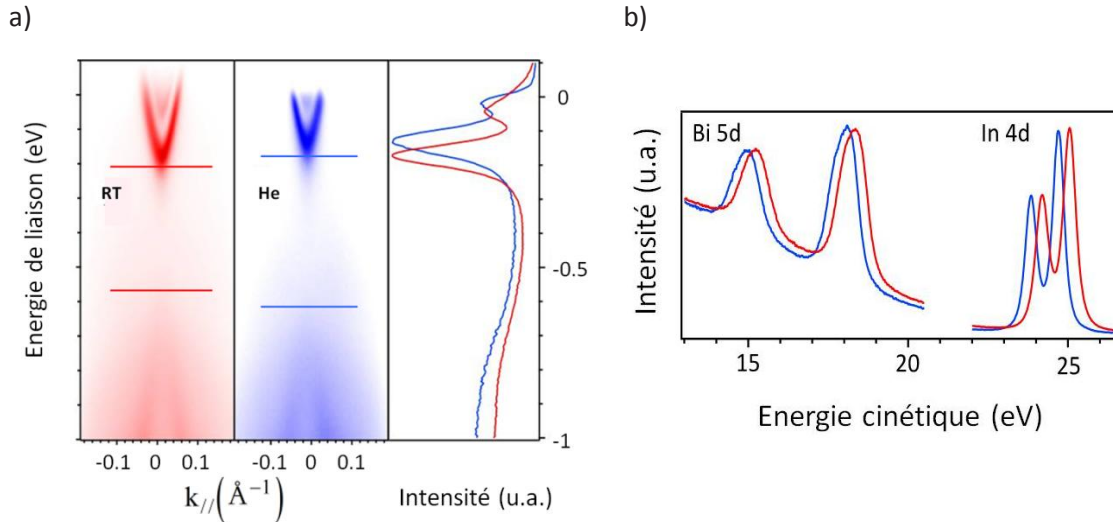 a)
b)
Energie de liaison (eV)
RT
He
0
-0.5
-1
-0.1 0 0.1
-0.1 0 0.1
k//(Å⁻¹)
Intensité (u.a.)
Intensité (u.a.)
Bi 5d
In 4d
15 20 25
Energie cinétique (eV)